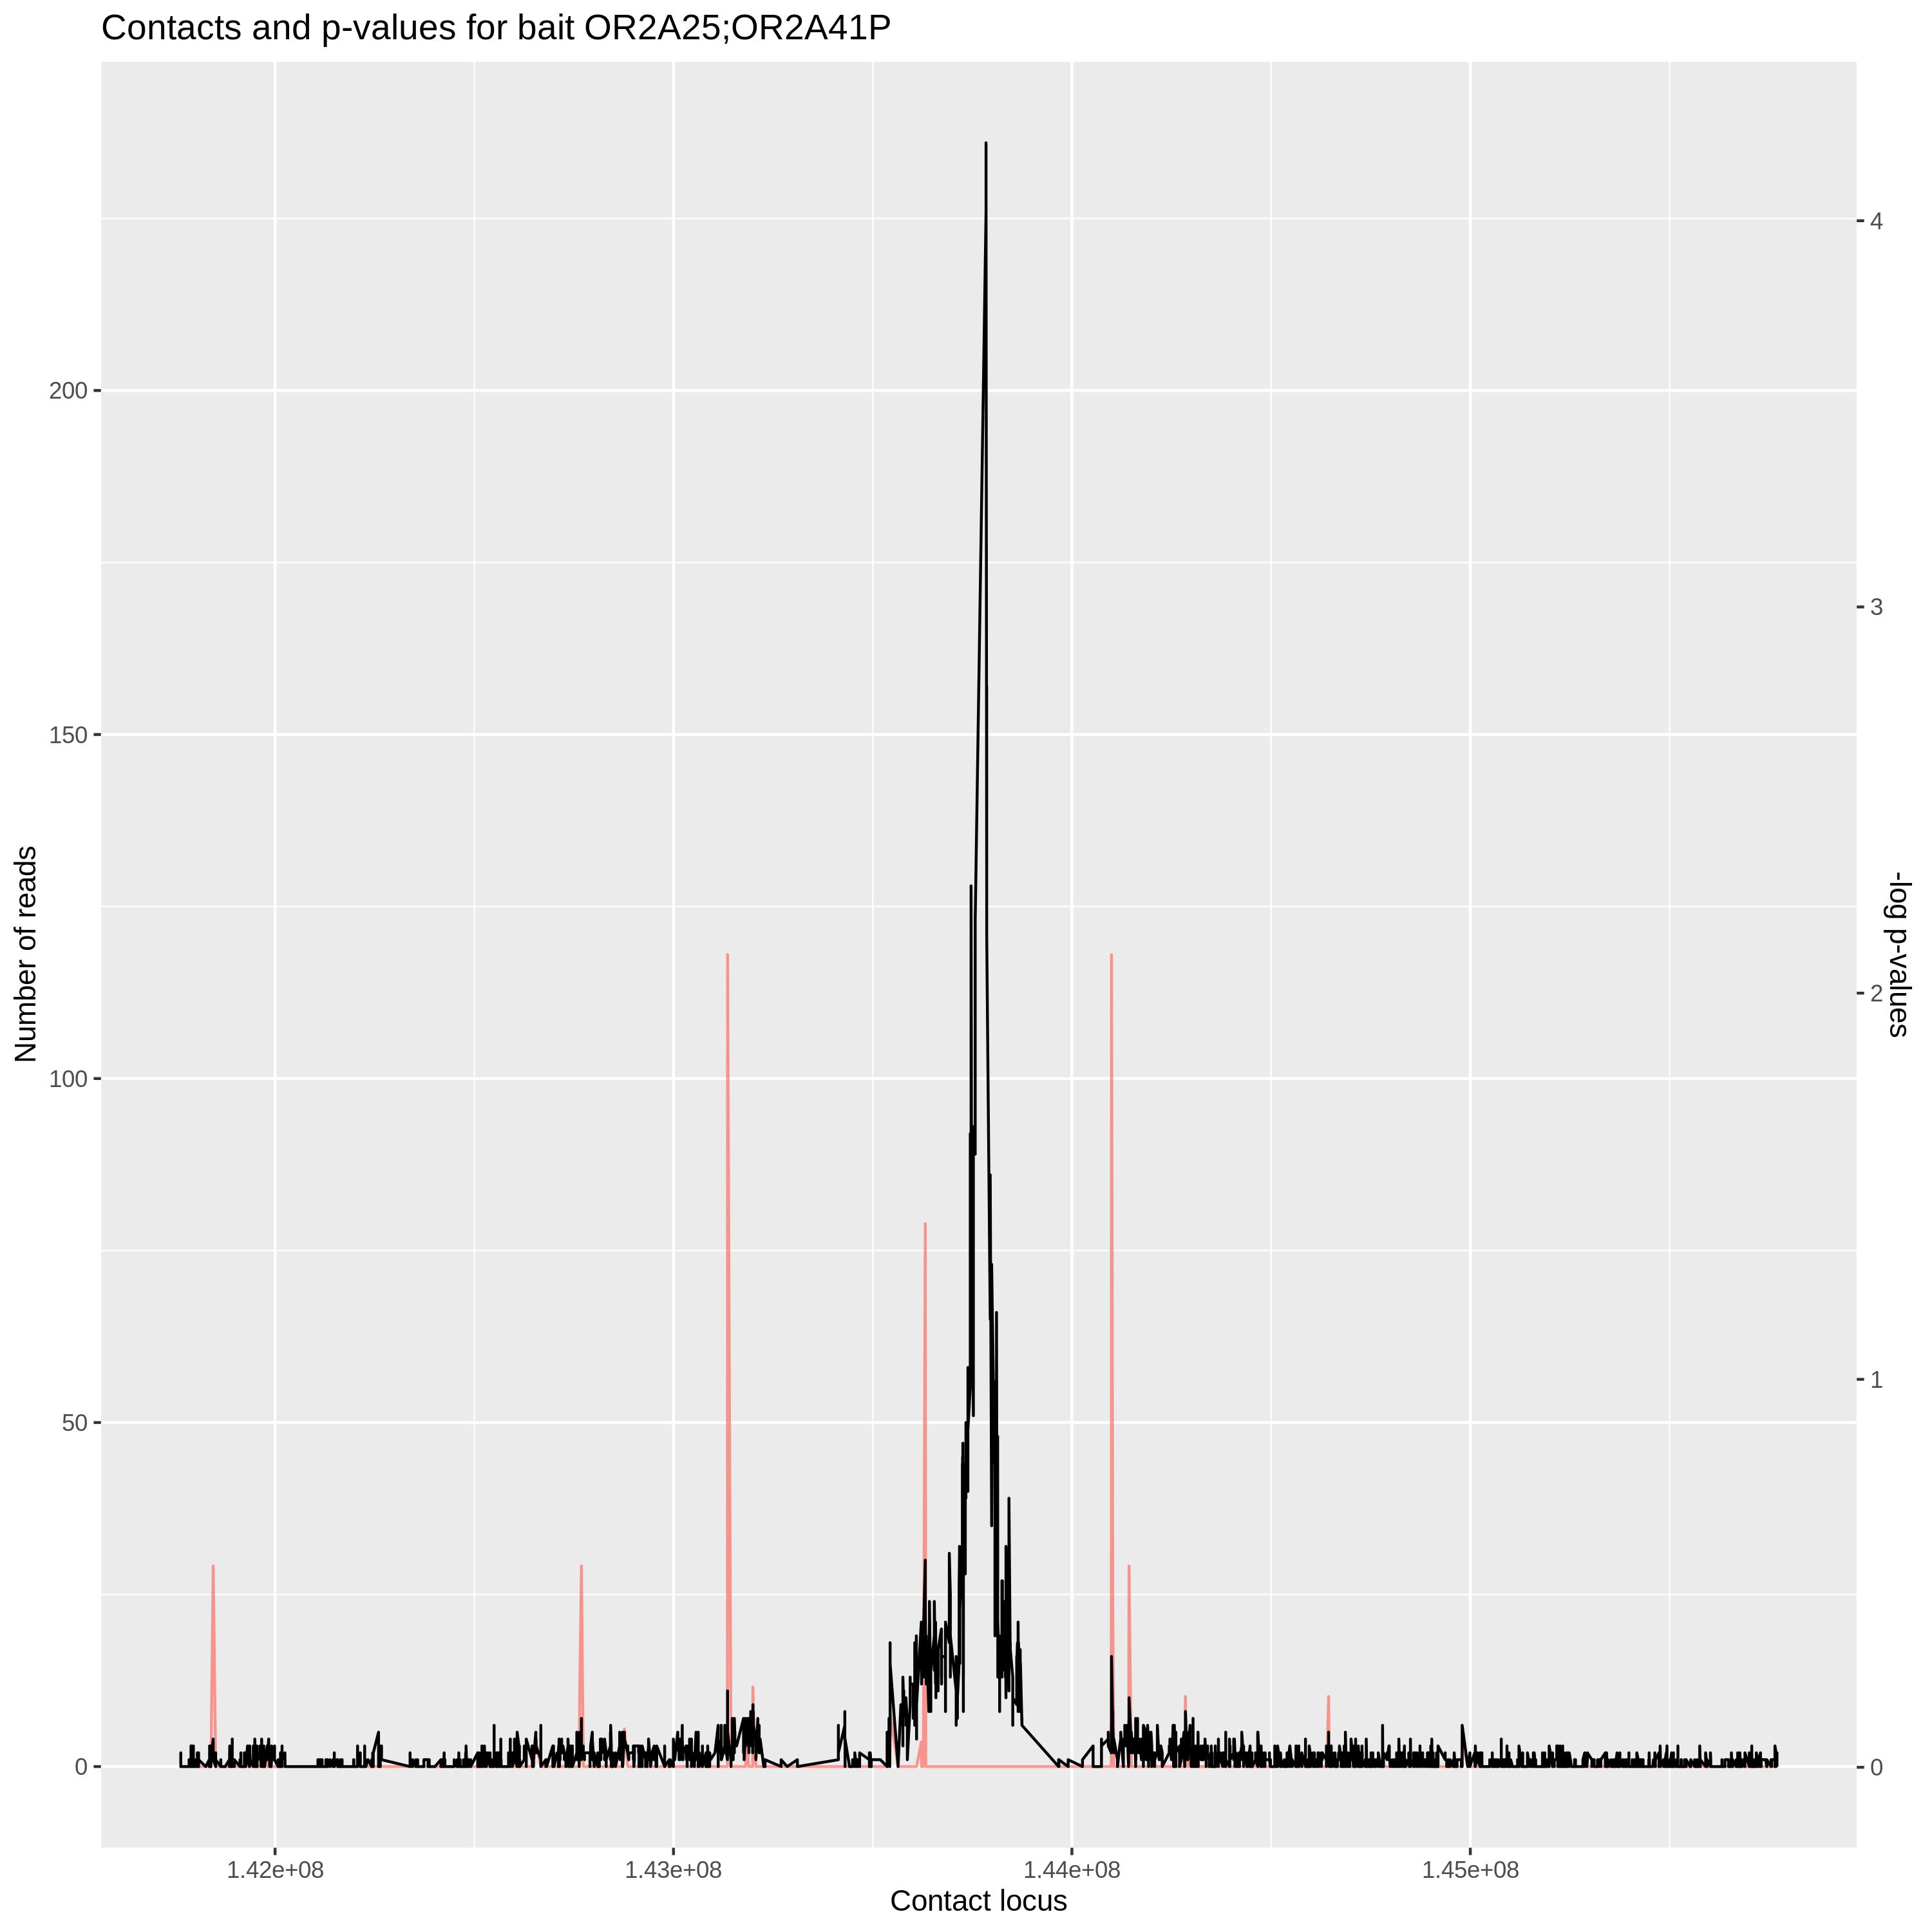 Contacts and p-values for bait OR2A25;OR2A41P
Number of reads
200
150
100
50
0
4
3
2
1
0
-log p-values
1.42e+08
1.43e+08
1.44e+08
1.45e+08
Contact locus